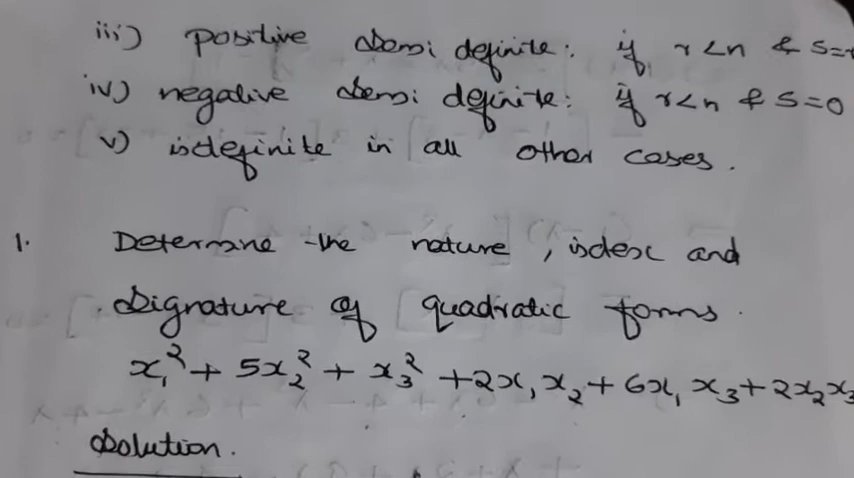 iii) positive semi definite: if r<n & s=r
iv) negative semi definite: if r<n & s=0
v) indefinite in all other cases.
1. Determine the nature, index and
signature of quadratic forms.
x₁² + 5x₂² + x₃² + 2x₁x₂ + 6x₁x₃ + 2x₂x₃
Solution.